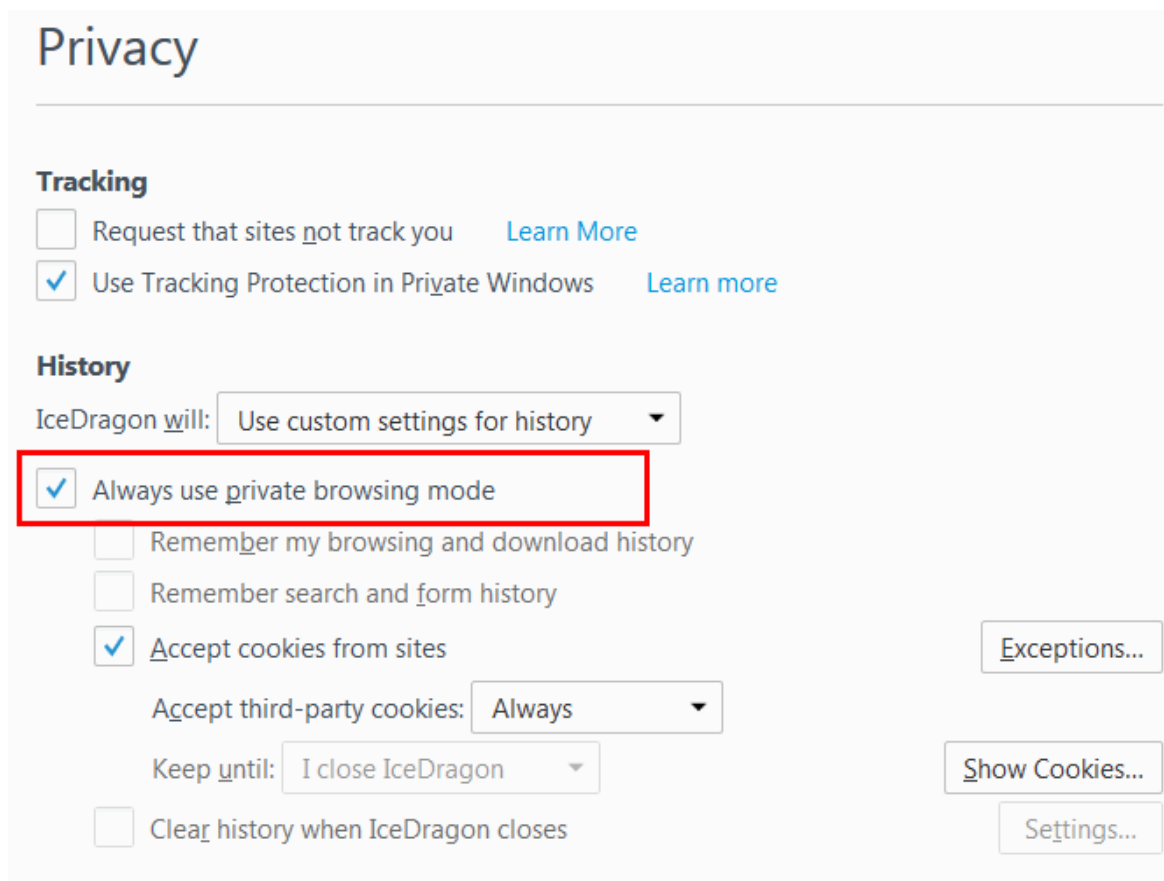 Privacy
Tracking
Request that sites not track you Learn More
Use Tracking Protection in Private Windows Learn more
History
IceDragon will: Use custom settings for history
Always use private browsing mode
Remember my browsing and download history
Remember search and form history
Accept cookies from sites Exceptions...
Accept third-party cookies: Always
Keep until: I close IceDragon Show Cookies...
Clear history when IceDragon closes Settings...